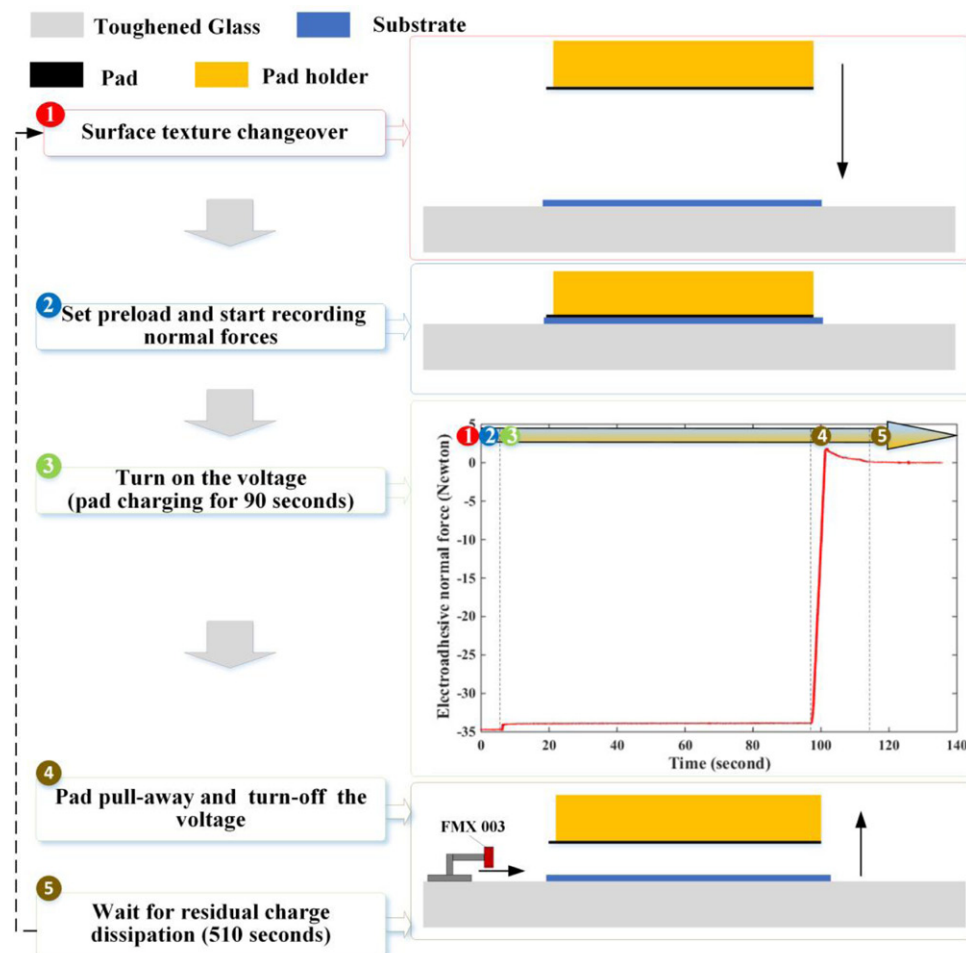 Toughened Glass
Substrate
Pad
Pad holder
1
Surface texture changeover
2
Set preload and start recording
normal forces
3
Turn on the voltage
(pad charging for 90 seconds)
Electroadhesive normal force (Newton)
5
0
-5
-10
-15
-20
-25
-30
-35
1
2
3
4
5
0
20
40
60
80
100
120
140
Time (second)
4
Pad pull-away and turn-off the
voltage
FMX 003
5
Wait for residual charge
dissipation (510 seconds)